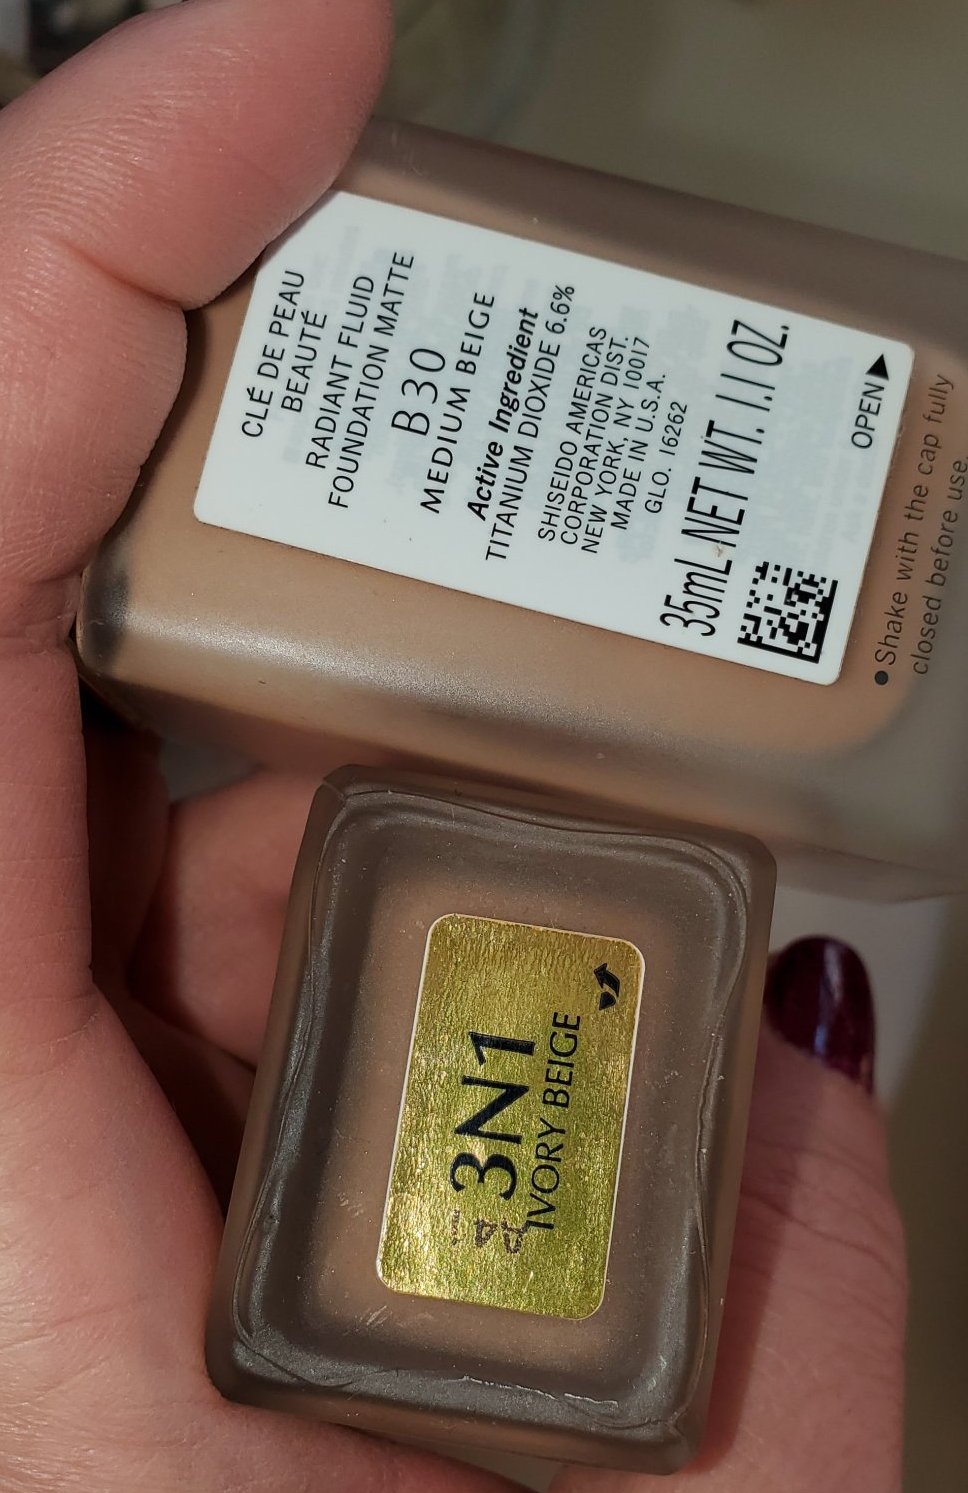 CLÉ DE PEAU
BEAUTÉ
RADIANT FLUID
FOUNDATION MATTE
B30
MEDIUM BEIGE
Active Ingredient
TITANIUM DIOXIDE 6.6%
SHISEIDO AMERICAS
CORPORATION DIST.
NEW YORK, NY 10017
MADE IN U.S.A.
GLO. 16262
35mL NET WT. 1.1 OZ.
OPEN ▶
● Shake with the cap fully
closed before use.
3N1
IVORY BEIGE